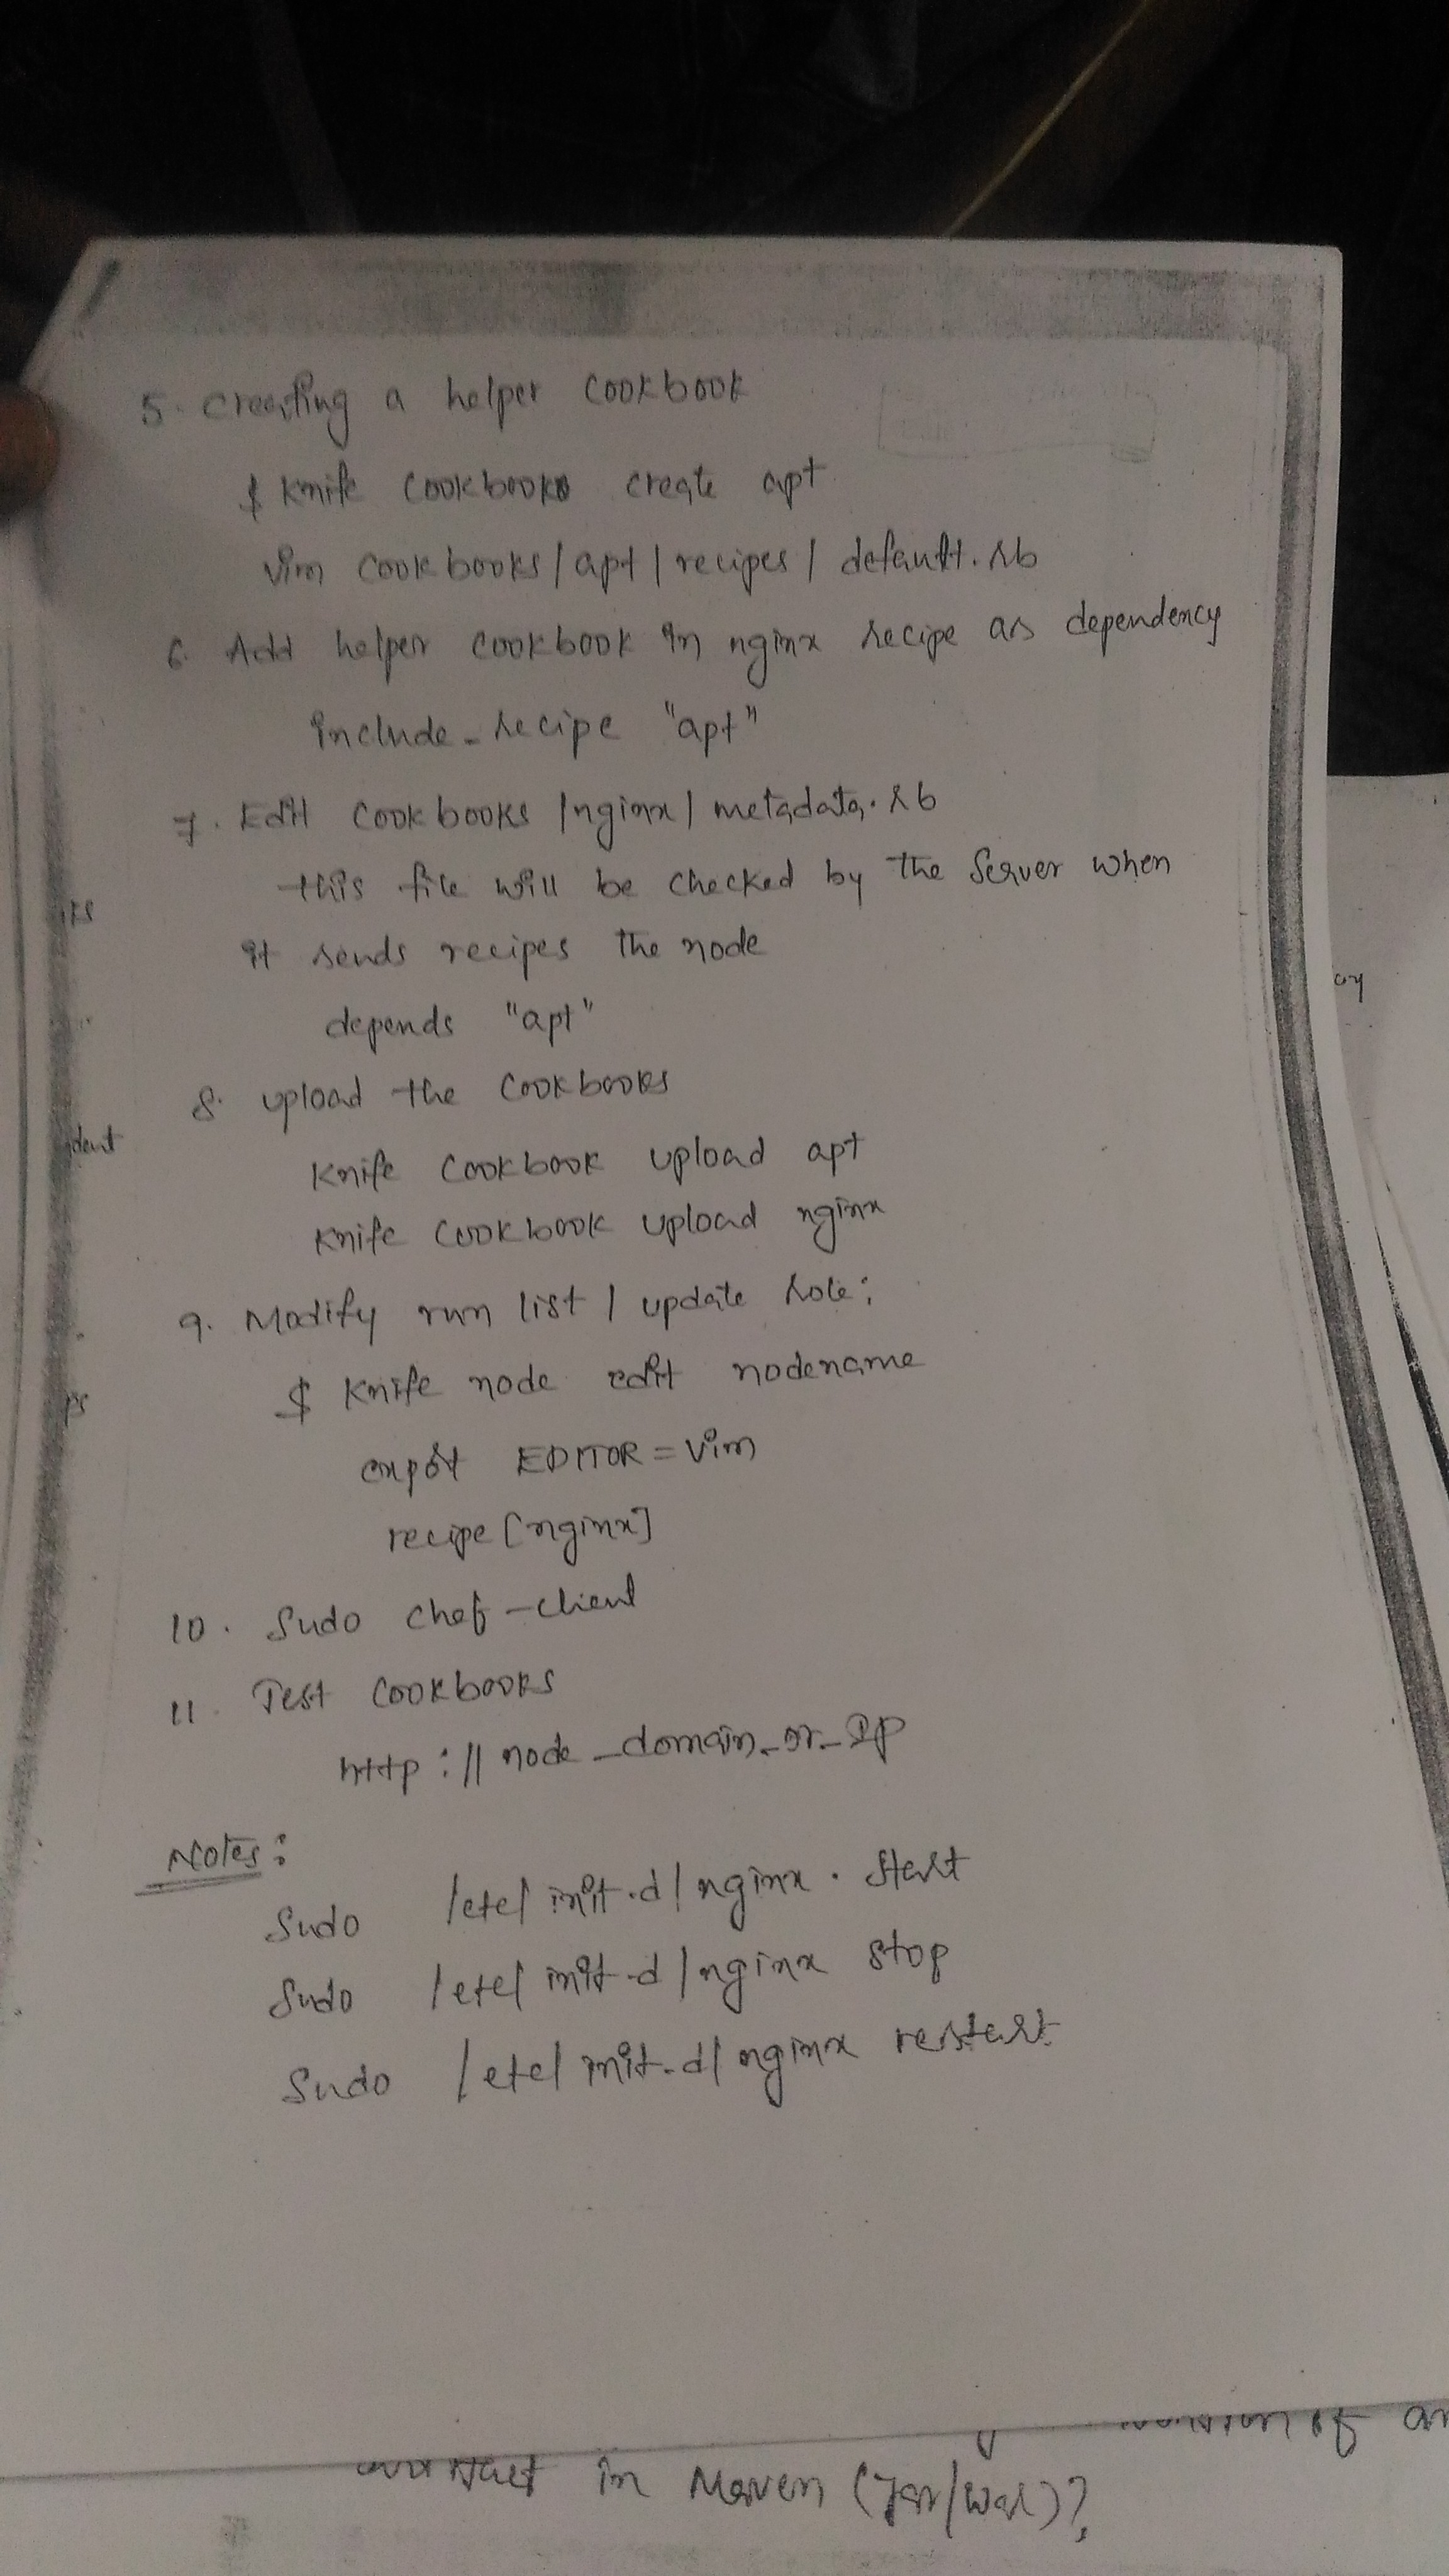 5. Creating a helper cookbook
$ Knife cookbooks create apt
vim cookbooks/apt/recipes/default.rb
6. Add helper cookbook in nginx recipe as dependency
include_recipe "apt"
7. Edit cookbooks/nginx/metadata.rb
this file will be checked by the Server when
it sends recipes the node
depends "apt"
8. upload the cookbooks
Knife cookbook upload apt
Knife cookbook upload nginx
9. Modify run list / update role:
$ Knife node edit nodename
export EDITOR=vim
recipe[nginx]
10. Sudo chef-client
11. Test cookbooks
http://node_domain_or_IP
Notes:
Sudo /etc/init.d/nginx. Start
Sudo /etc/init.d/nginx stop
Sudo /etc/init.d/nginx restart
of an
in Maven (Jar/war)?